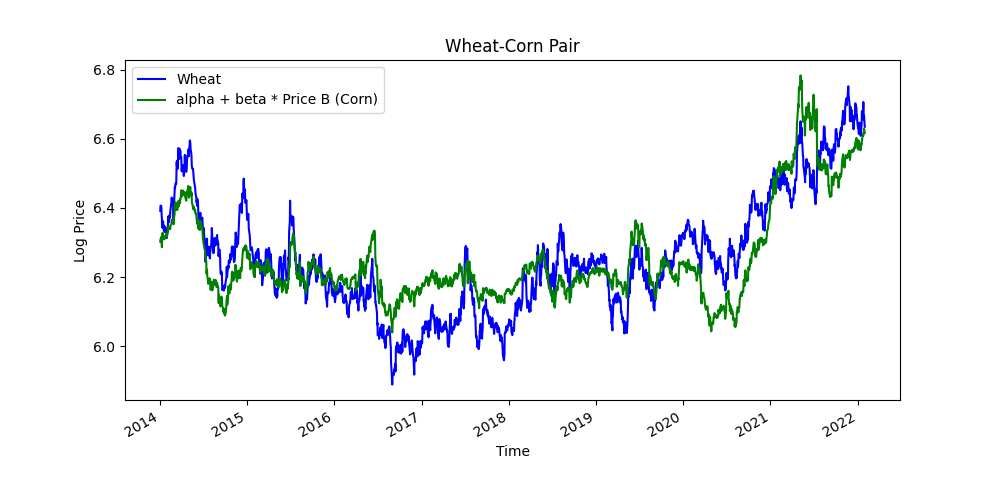 Wheat-Corn Pair
Wheat
alpha + beta * Price B (Corn)
Log Price
6.8
6.6
6.4
6.2
6.0
2014
2015
2016
2017
2018
2019
2020
2021
2022
Time